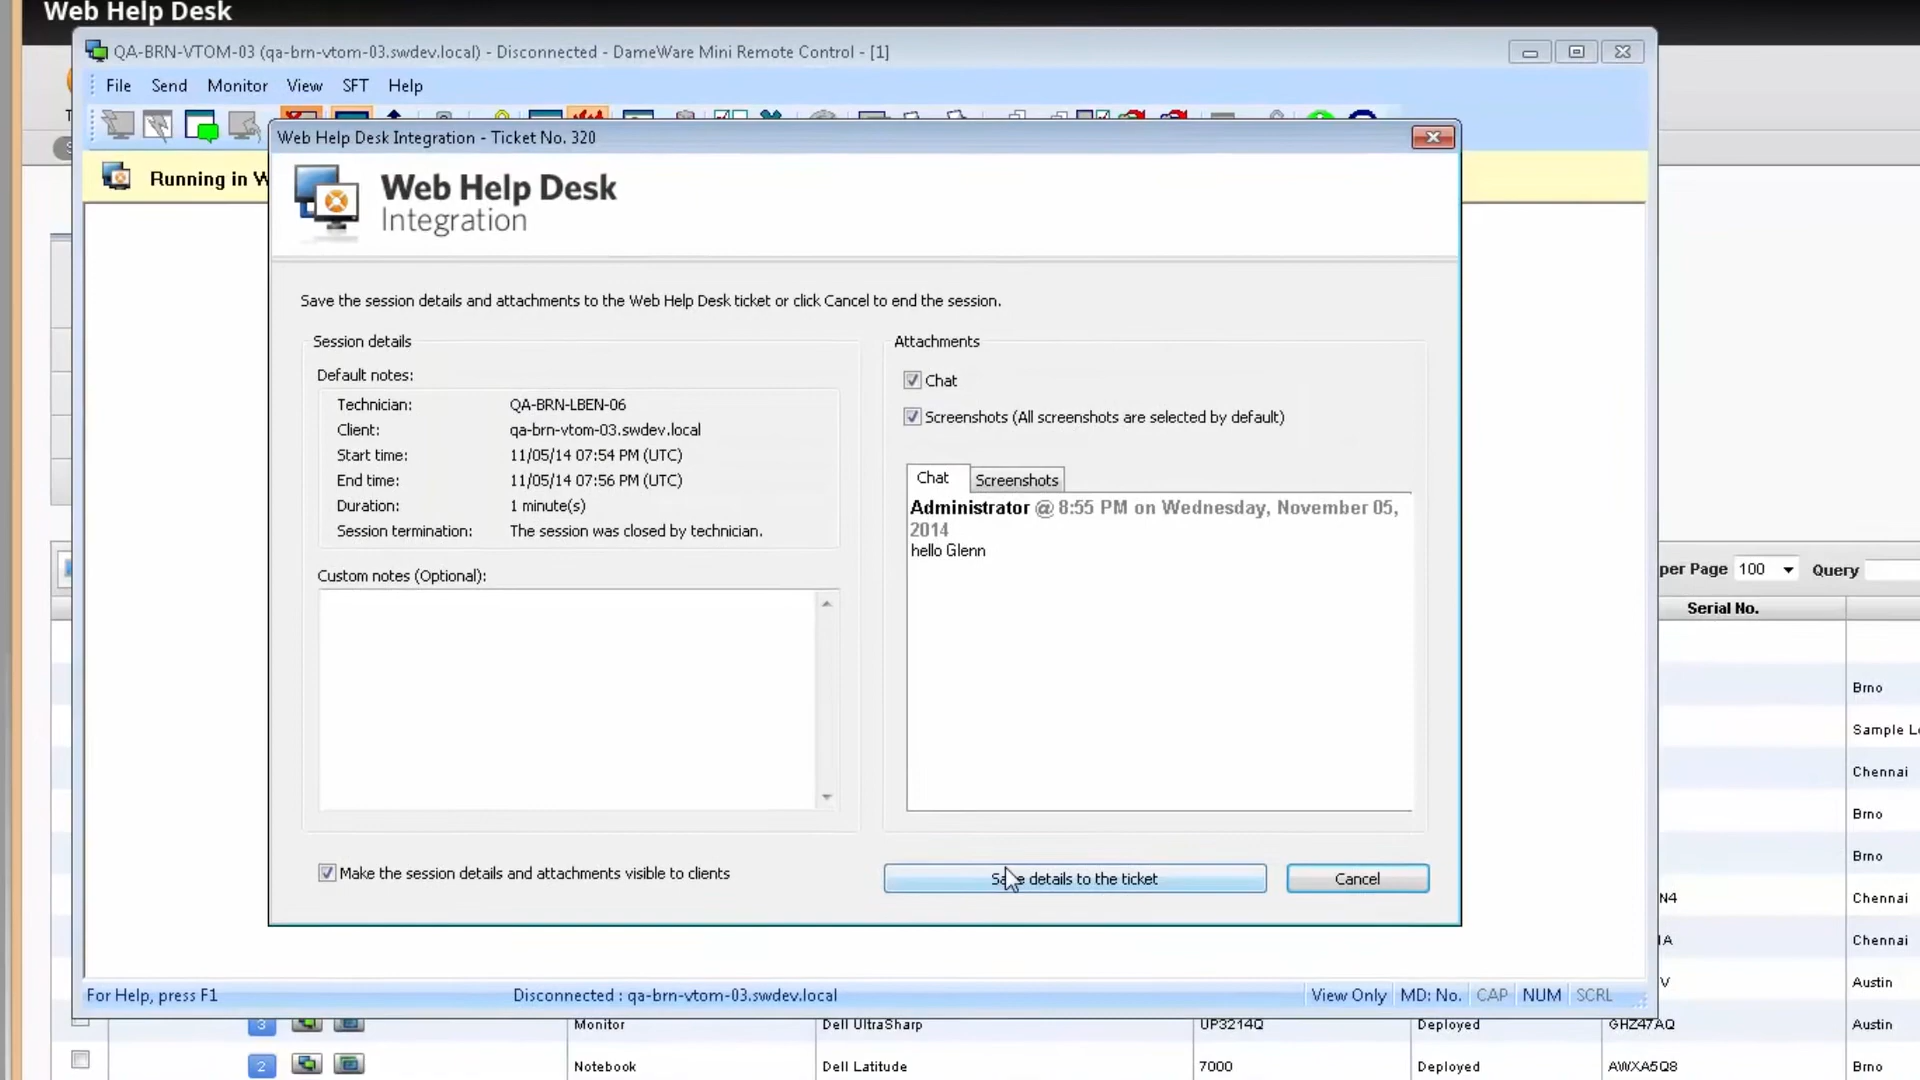 Web Help Desk
QA-BRN-VTOM-03 (qa-brn-vtom-03.swdev.local) - Disconnected - DameWare Mini Remote Control - [1]
File Send Monitor View SFT Help
Web Help Desk Integration - Ticket No. 320
Running in W
Web Help Desk
Integration
Save the session details and attachments to the Web Help Desk ticket or click Cancel to end the session.
Session details
Default notes:
Technician: QA-BRN-LBEN-06
Client: qa-brn-vtom-03.swdev.local
Start time: 11/05/14 07:54 PM (UTC)
End time: 11/05/14 07:56 PM (UTC)
Duration: 1 minute(s)
Session termination: The session was closed by technician.
Custom notes (Optional):
Make the session details and attachments visible to clients
Attachments
Chat
Screenshots (All screenshots are selected by default)
Chat Screenshots
Administrator @ 8:55 PM on Wednesday, November 05,
2014
hello Glenn
Save details to the ticket Cancel
per Page 100 Query
Serial No.
Brno
Sample Lo
Chennai
Brno
Brno
N4 Chennai
Chennai
V Austin
For Help, press F1 Disconnected : qa-brn-vtom-03.swdev.local View Only MD: No. CAP NUM SCRL
3 Monitor Dell UltraSharp UP3214Q Deployed GHZ47AQ Austin
2 Notebook Dell Latitude 7000 Deployed AWXA5Q8 Brno